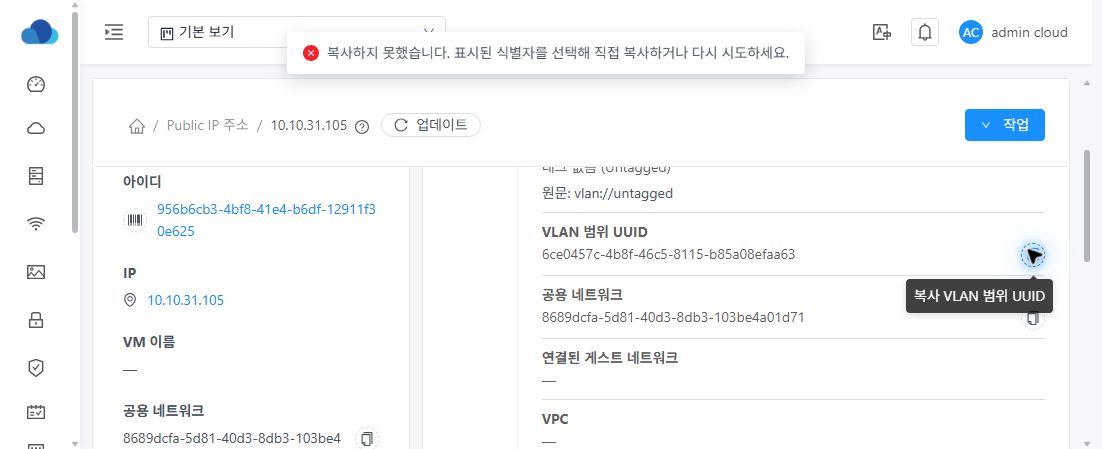 기본 보기
복사하지 못했습니다. 표시된 식별자를 선택해 직접 복사하거나 다시 시도하세요.
AC admin cloud
/ Public IP 주소 / 10.10.31.105 업데이트
작업
아이디
956b6cb3-4bf8-41e4-b6df-12911f3
0e625
IP
10.10.31.105
VM 이름
—
공용 네트워크
8689dcfa-5d81-40d3-8db3-103be4
태그 없음 (Untagged)
원문: vlan://untagged
VLAN 범위 UUID
6ce0457c-4b8f-46c5-8115-b85a08efaa63
복사 VLAN 범위 UUID
공용 네트워크
8689dcfa-5d81-40d3-8db3-103be4a01d71
연결된 게스트 네트워크
—
VPC
—